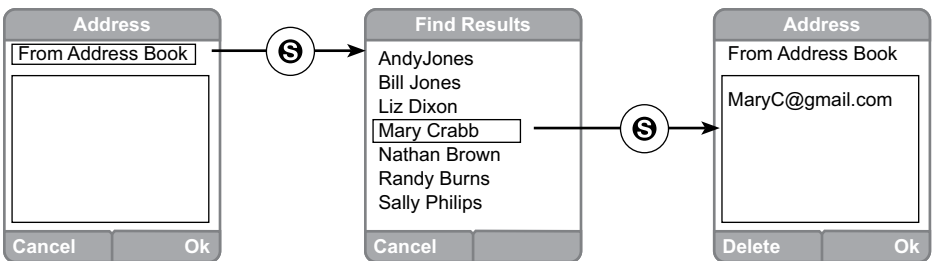 Address
From Address Book
Cancel Ok
S
Find Results
AndyJones
Bill Jones
Liz Dixon
Mary Crabb
Nathan Brown
Randy Burns
Sally Philips
Cancel
S
Address
From Address Book
MaryC@gmail.com
Delete Ok